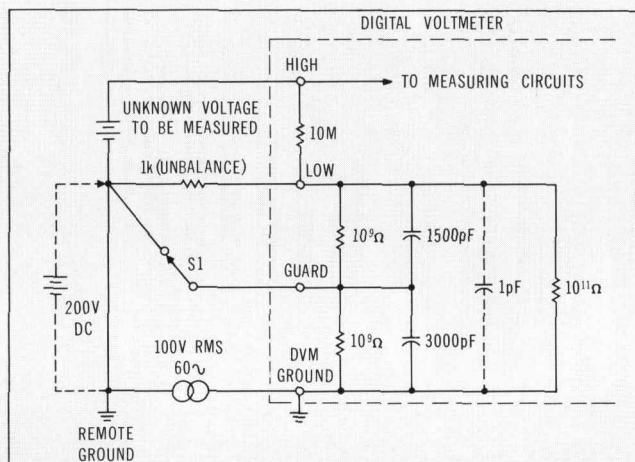 DIGITAL VOLTMETER
HIGH
TO MEASURING CIRCUITS
UNKNOWN VOLTAGE
TO BE MEASURED
10M
1k (UNBALANCE)
LOW
10⁹Ω
1500pF
S1
GUARD
1pF
10¹¹Ω
200V
DC
100V RMS
60~
DVM
GROUND
10⁹Ω
3000pF
REMOTE
GROUND